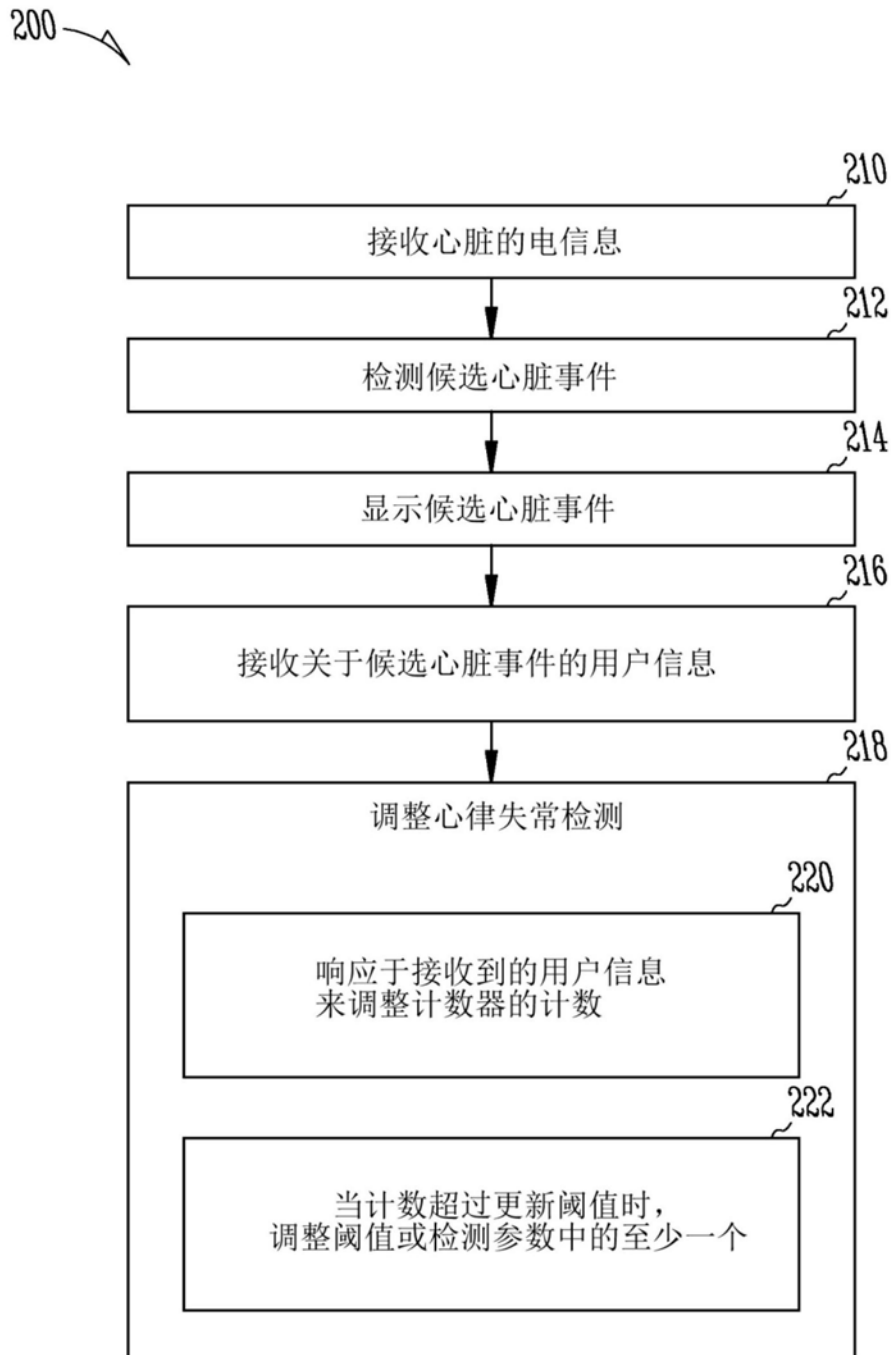 200
210
接收心脏的电信息
212
检测候选心脏事件
214
显示候选心脏事件
216
接收关于候选心脏事件的用户信息
218
调整心律失常检测
220
响应于接收到的用户信息
来调整计数器的计数
222
当计数超过更新阈值时,
调整阈值或检测参数中的至少一个